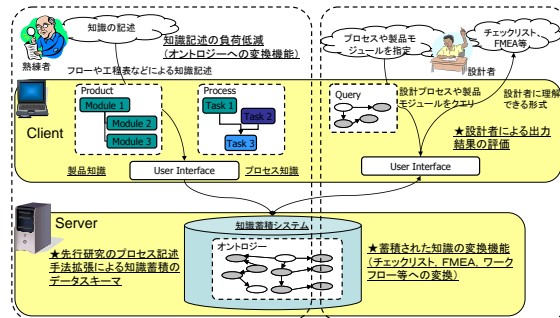 知識の記述
知識記述の負荷低減
（オントロジーへの変換機能）
熟練者
フローや工程表などによる知識記述
プロセスや製品モ
ジュールを指定
設計者
チェックリスト、
FMEA等
Client
Product
Module 1
Module 2
Module 3
製品知識
Process
Task 1
Task 2
Task 3
プロセス知識
User Interface
Query
設計プロセスや製品
モジュールをクエリ
設計者に理解
できる形式
★設計者による出力
結果の評価
User Interface
Server
知識蓄積システム
オントロジー
★先行研究のプロセス記述
手法拡張による知識蓄積の
データスキーマ
★蓄積された知識の変換機能
（チェックリスト、FMEA、ワーク
フロー等への変換）